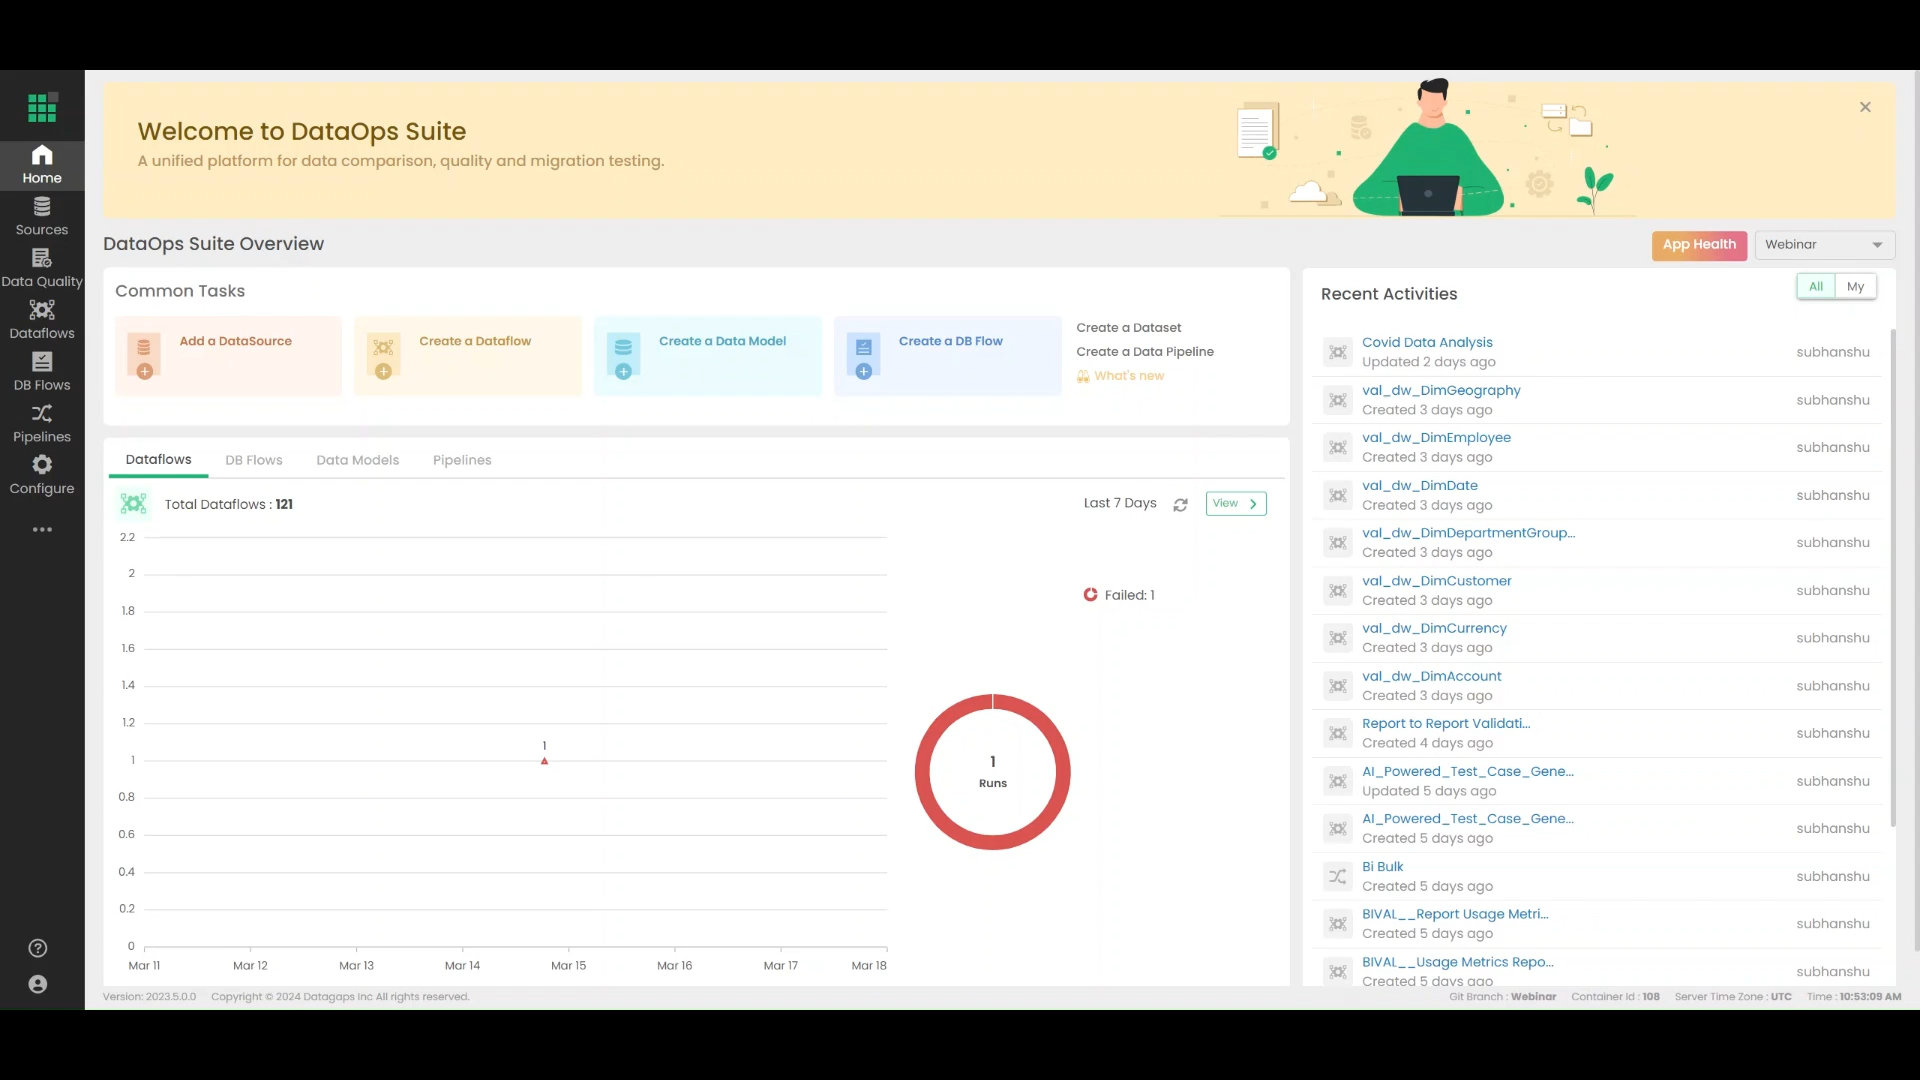 Welcome to DataOps Suite
A unified platform for data comparison, quality and migration testing.
Home
Sources
Data Quality
Dataflows
DB Flows
Pipelines
Configure
DataOps Suite Overview
App Health
Webinar
Common Tasks
Add a DataSource
Create a Dataflow
Create a Data Model
Create a DB Flow
Create a Dataset
Create a Data Pipeline
What's new
Dataflows
DB Flows
Data Models
Pipelines
Total Dataflows : 121
Last 7 Days
View
2.2
2
1.8
1.6
1.4
1.2
1
0.8
0.6
0.4
0.2
0
1
Mar 11
Mar 12
Mar 13
Mar 14
Mar 15
Mar 16
Mar 17
Mar 18
Failed: 1
1
Runs
Recent Activities
All
My
Covid Data Analysis
Updated 2 days ago
subhanshu
val_dw_DimGeography
Created 3 days ago
subhanshu
val_dw_DimEmployee
Created 3 days ago
subhanshu
val_dw_DimDate
Created 3 days ago
subhanshu
val_dw_DimDepartmentGroup...
Created 3 days ago
subhanshu
val_dw_DimCustomer
Created 3 days ago
subhanshu
val_dw_DimCurrency
Created 3 days ago
subhanshu
val_dw_DimAccount
Created 3 days ago
subhanshu
Report to Report Validati...
Created 4 days ago
subhanshu
AI_Powered_Test_Case_Gene...
Updated 5 days ago
subhanshu
AI_Powered_Test_Case_Gene...
Created 5 days ago
subhanshu
Bi Bulk
Created 5 days ago
subhanshu
BIVAL__Report Usage Metri...
Created 5 days ago
subhanshu
BIVAL__Usage Metrics Repo...
Created 5 days ago
subhanshu
Version: 2023.5.0.0 Copyright © 2024 Datagaps Inc All rights reserved.
Git Branch : Webinar Container Id : 108 Server Time Zone : UTC Time : 10:53:09 AM